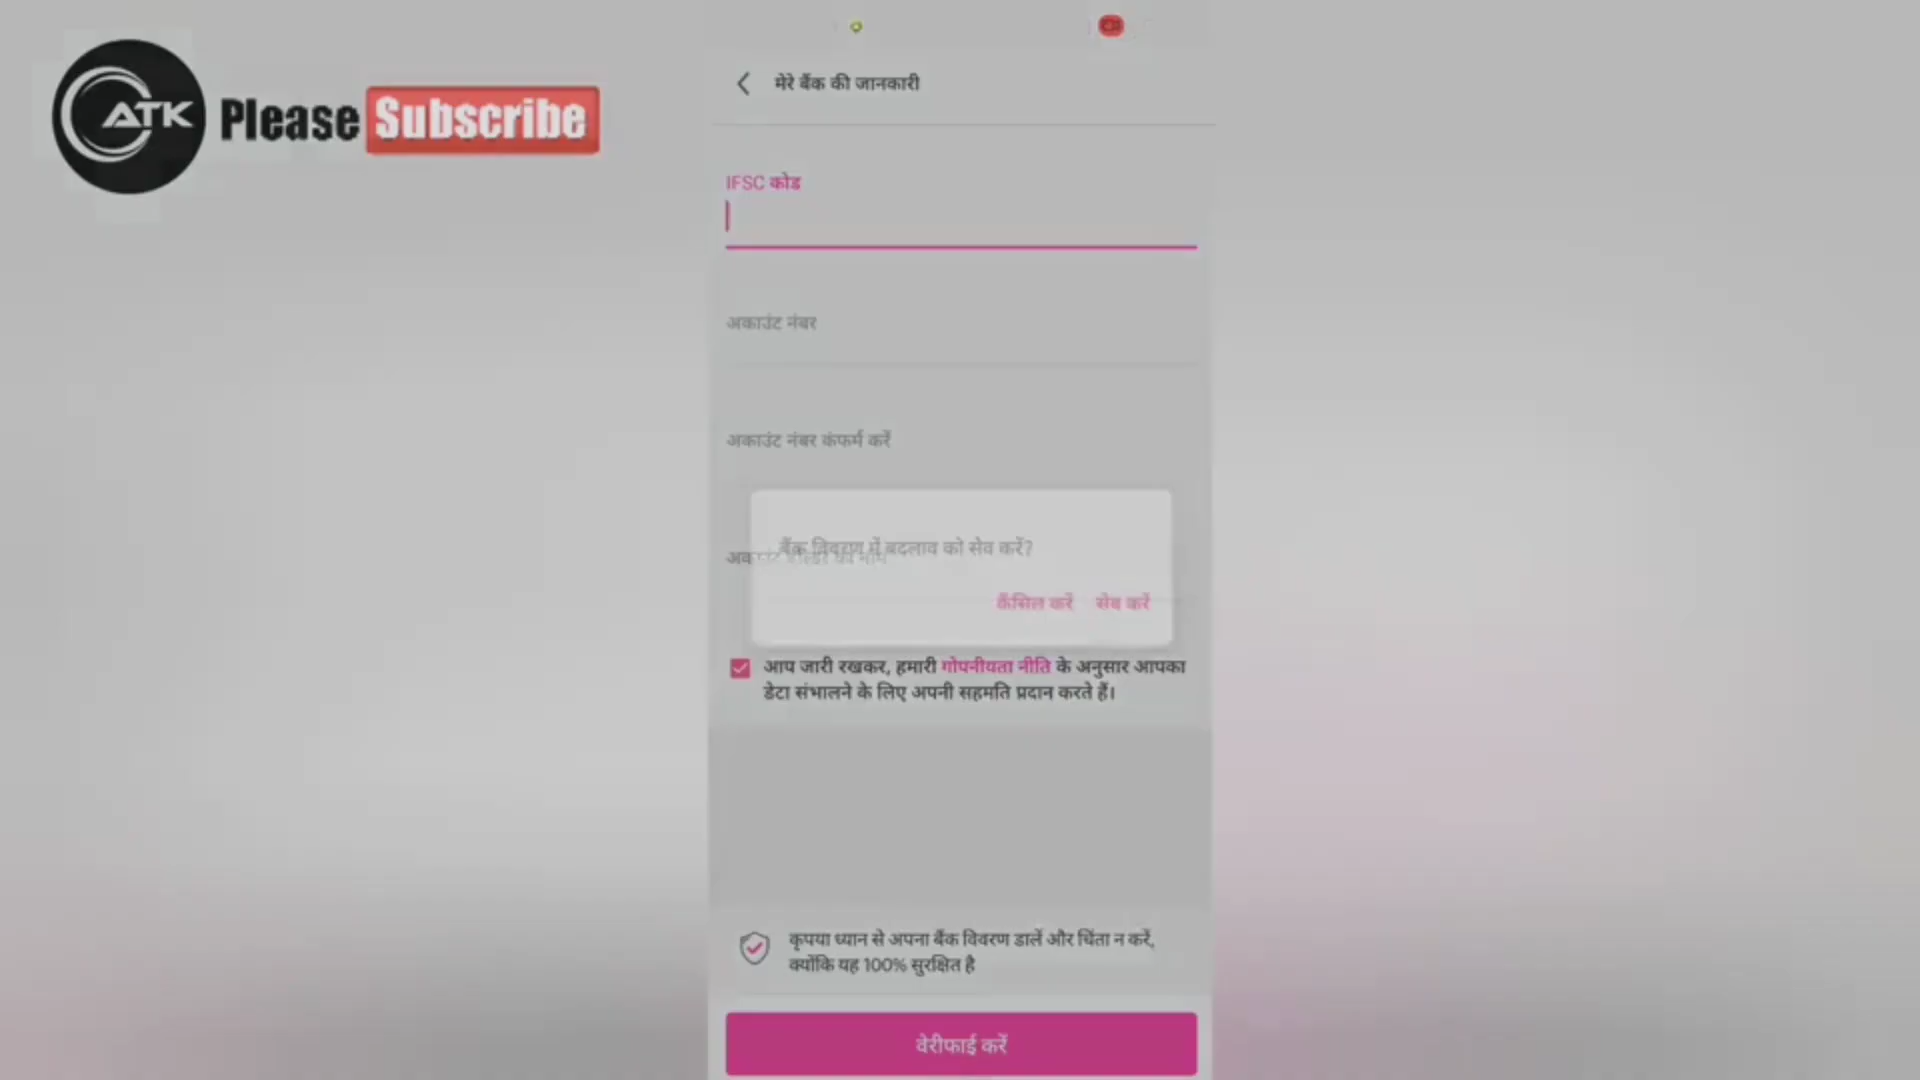 ATK Please Subscribe
मेरे बैंक की जानकारी
IFSC कोड
अकाउंट नंबर
अकाउंट नंबर कंफर्म करें
बैंक विवरण में बदलाव को सेव करें?
कैंसिल करें सेव करें
आप जारी रखकर, हमारी गोपनीयता नीति के अनुसार आपका
डेटा संभालने के लिए अपनी सहमति प्रदान करते हैं।
कृपया ध्यान से अपना बैंक विवरण डालें और चिंता न करें,
क्योंकि यह 100% सुरक्षित है
वेरीफाई करें